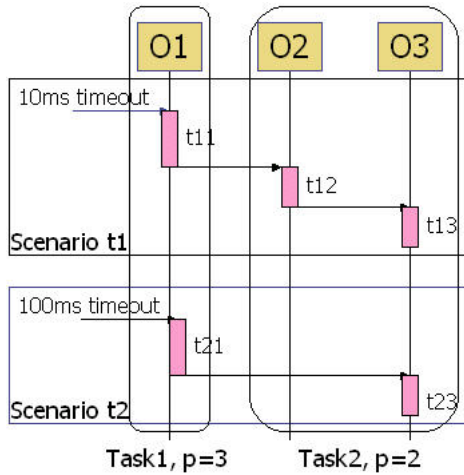 O1 O2 O3
10ms timeout
t11
t12
t13
Scenario t1
100ms timeout
t21
t23
Scenario t2
Task1, p=3 Task2, p=2